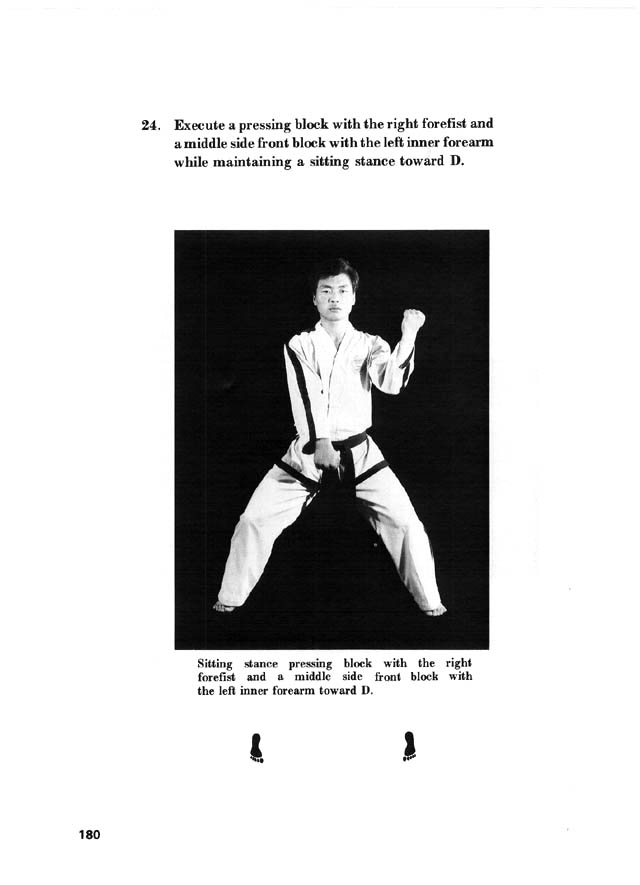 24. Execute a pressing block with the right forefist and
a middle side front block with the left inner forearm
while maintaining a sitting stance toward D.
Sitting stance pressing block with the right
forefist and a middle side front block with
the left inner forearm toward D.
180